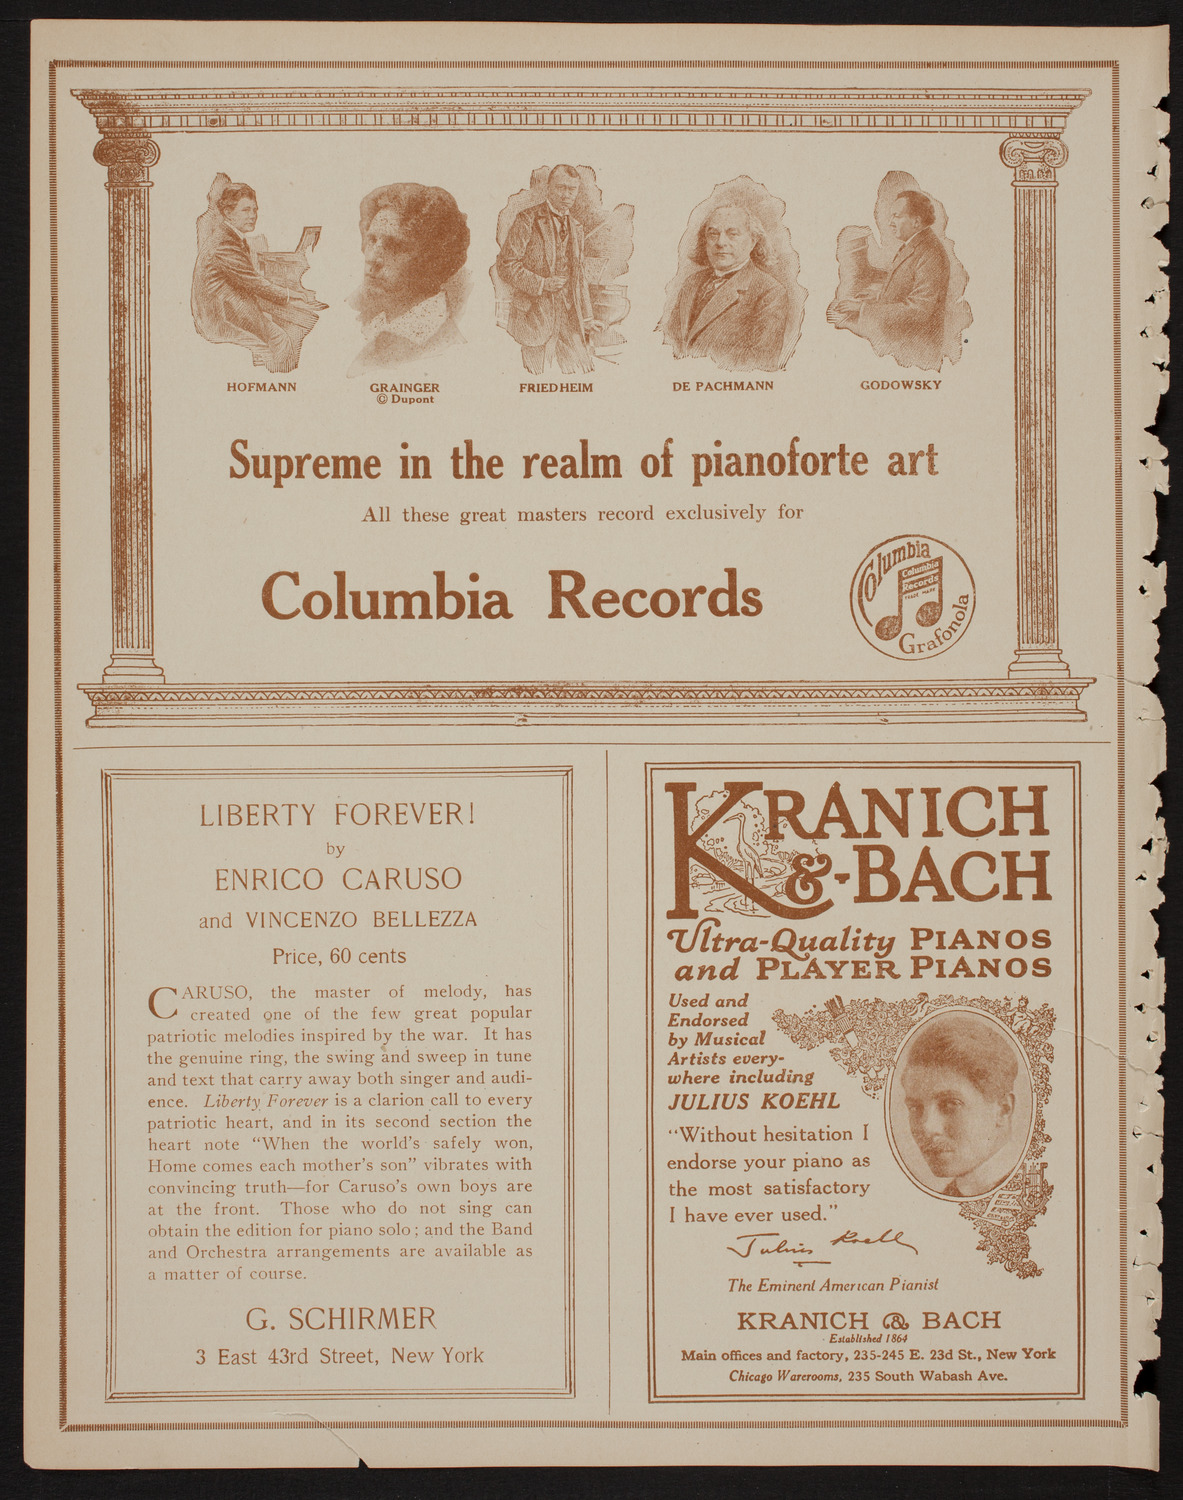 HOFMANN
GRAINGER
© Dupont
FRIEDHEIM
DE PACHMANN
GODOWSKY
Supreme in the realm of pianoforte art
All these great masters record exclusively for
Columbia Records
Columbia
Columbia
Records
TRADE MARK
Grafonola
LIBERTY FOREVER!
by
ENRICO CARUSO
and VINCENZO BELLEZZA
Price, 60 cents
CARUSO, the master of melody, has
created one of the few great popular
patriotic melodies inspired by the war. It has
the genuine ring, the swing and sweep in tune
and text that carry away both singer and audi-
ence. Liberty Forever is a clarion call to every
patriotic heart, and in its second section the
heart note "When the world's safely won,
Home comes each mother's son" vibrates with
convincing truth—for Caruso's own boys are
at the front. Those who do not sing can
obtain the edition for piano solo; and the Band
and Orchestra arrangements are available as
a matter of course.
G. SCHIRMER
3 East 43rd Street, New York
KRANICH
&-BACH
Ultra-Quality PIANOS
and PLAYER PIANOS
Used and
Endorsed
by Musical
Artists every-
where including
JULIUS KOEHL
"Without hesitation I
endorse your piano as
the most satisfactory
I have ever used."
Julius Koehl
The Eminent American Pianist
KRANICH & BACH
Established 1864
Main offices and factory, 235-245 E. 23d St., New York
Chicago Warerooms, 235 South Wabash Ave.